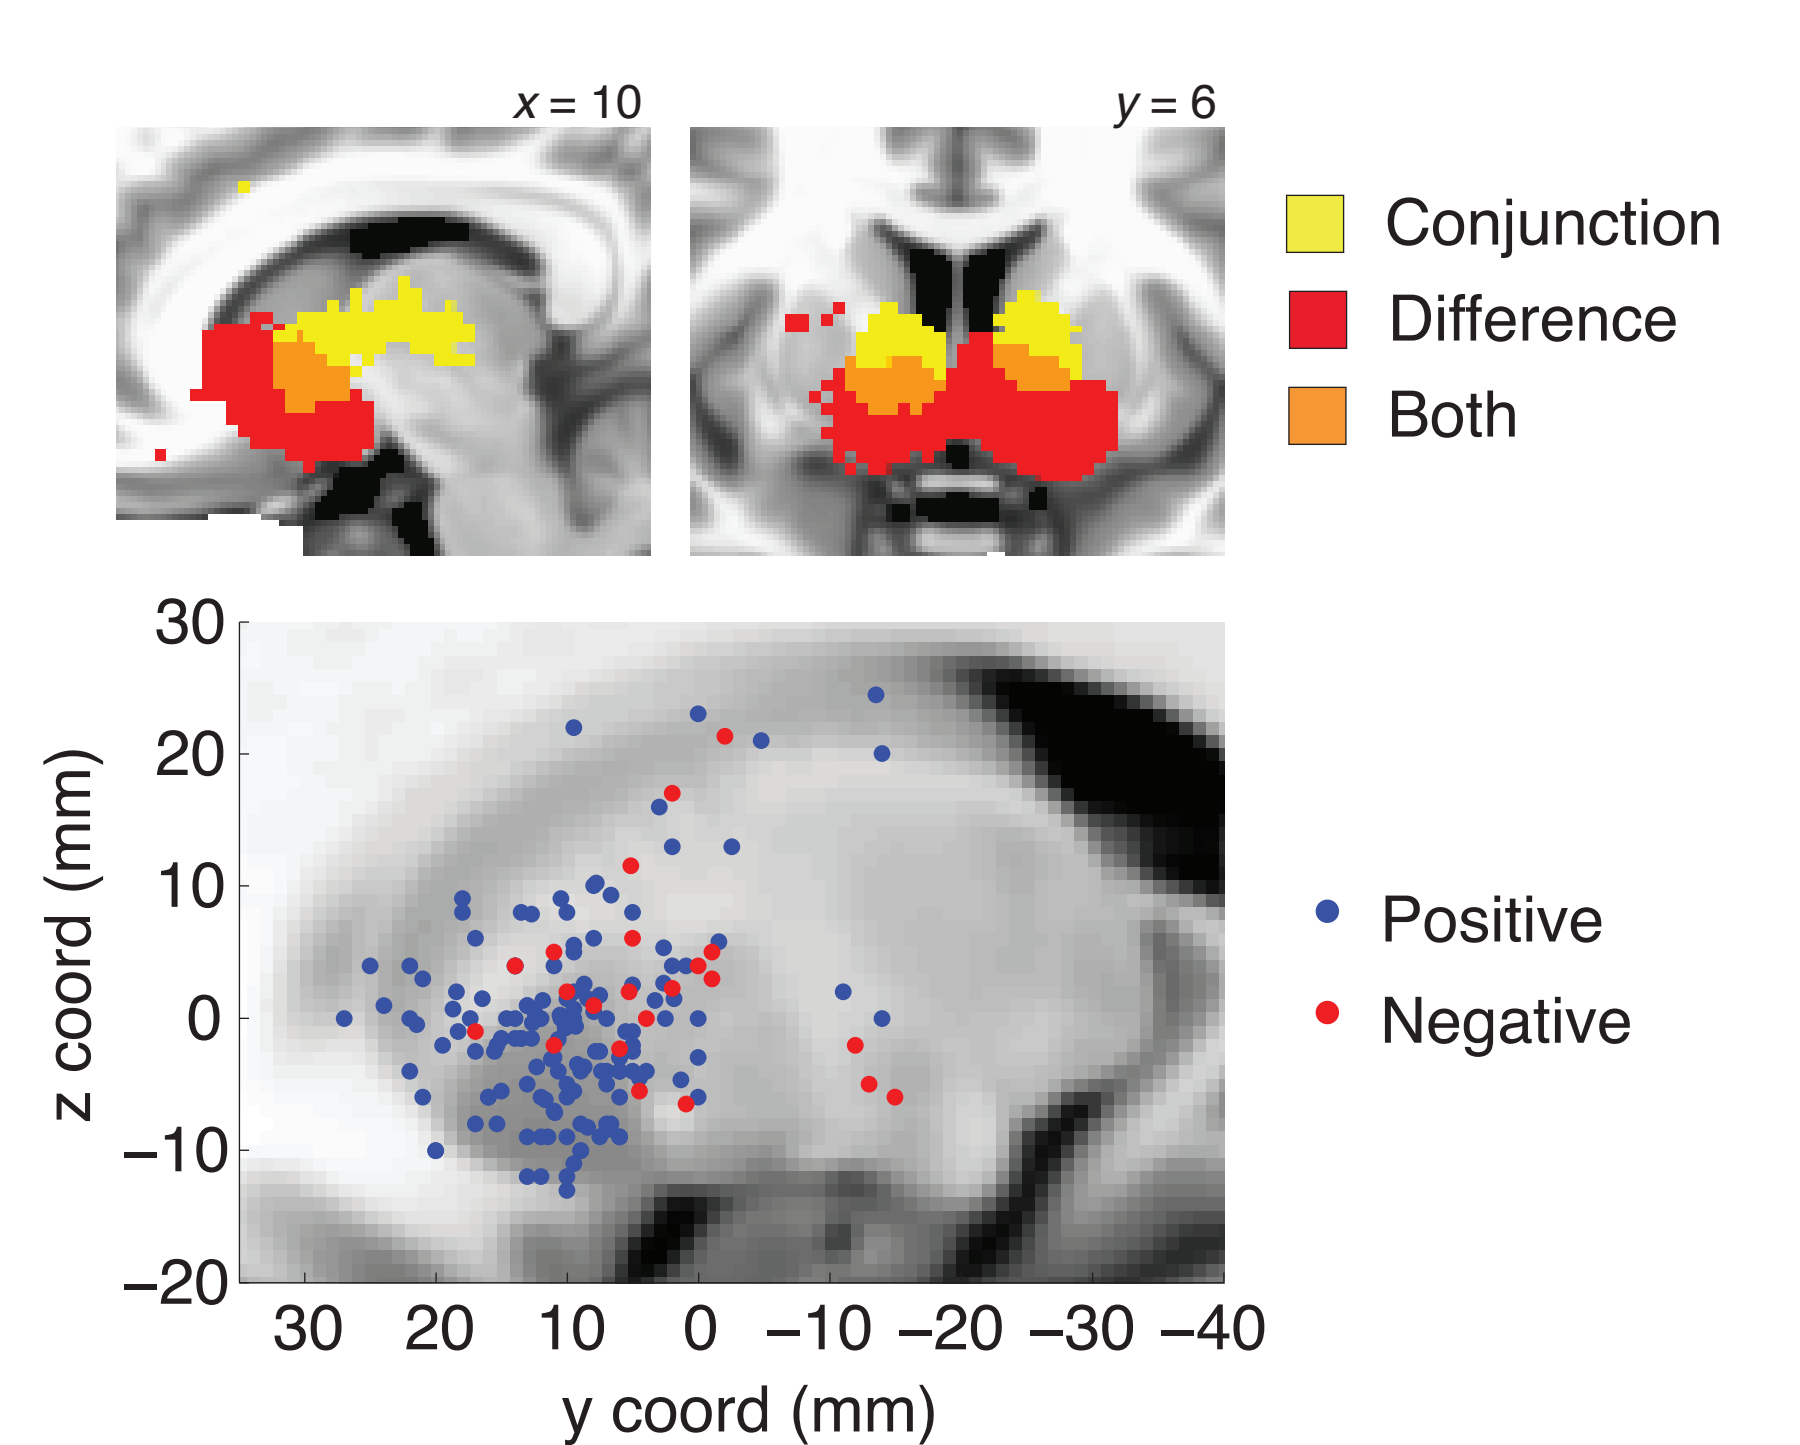 x = 10
y = 6
Conjunction
Difference
Both
30
20
10
0
–10
–20
z coord (mm)
30 20 10 0 –10 –20 –30 –40
y coord (mm)
Positive
Negative